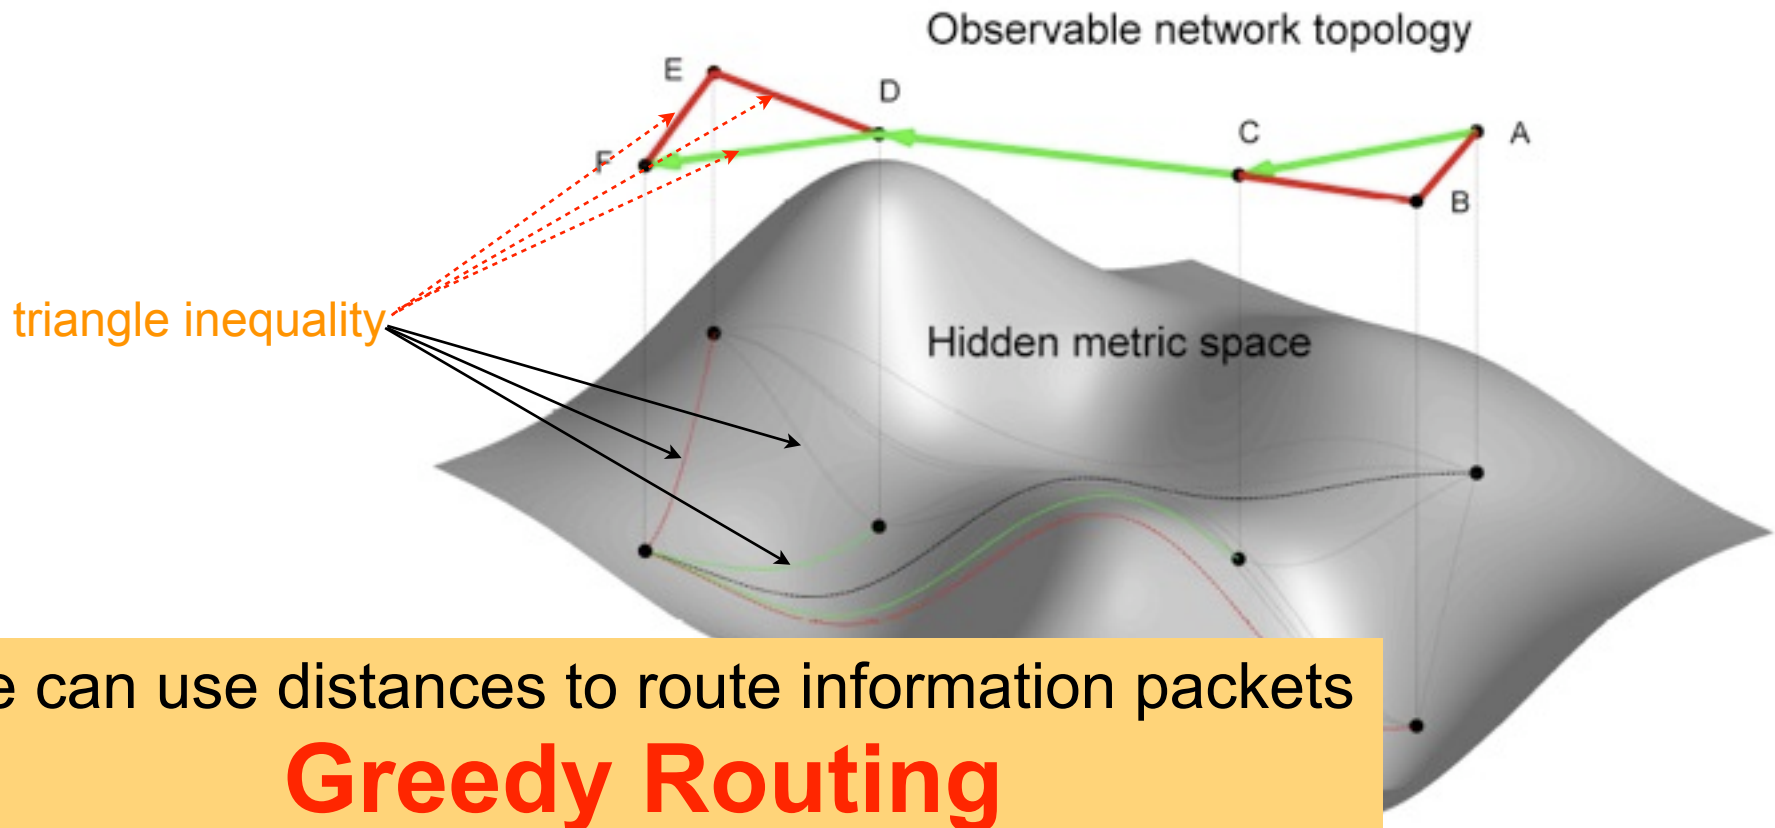 Observable network topology
E
D
C
A
F
B
triangle inequality
Hidden metric space
e can use distances to route information packets
Greedy Routing